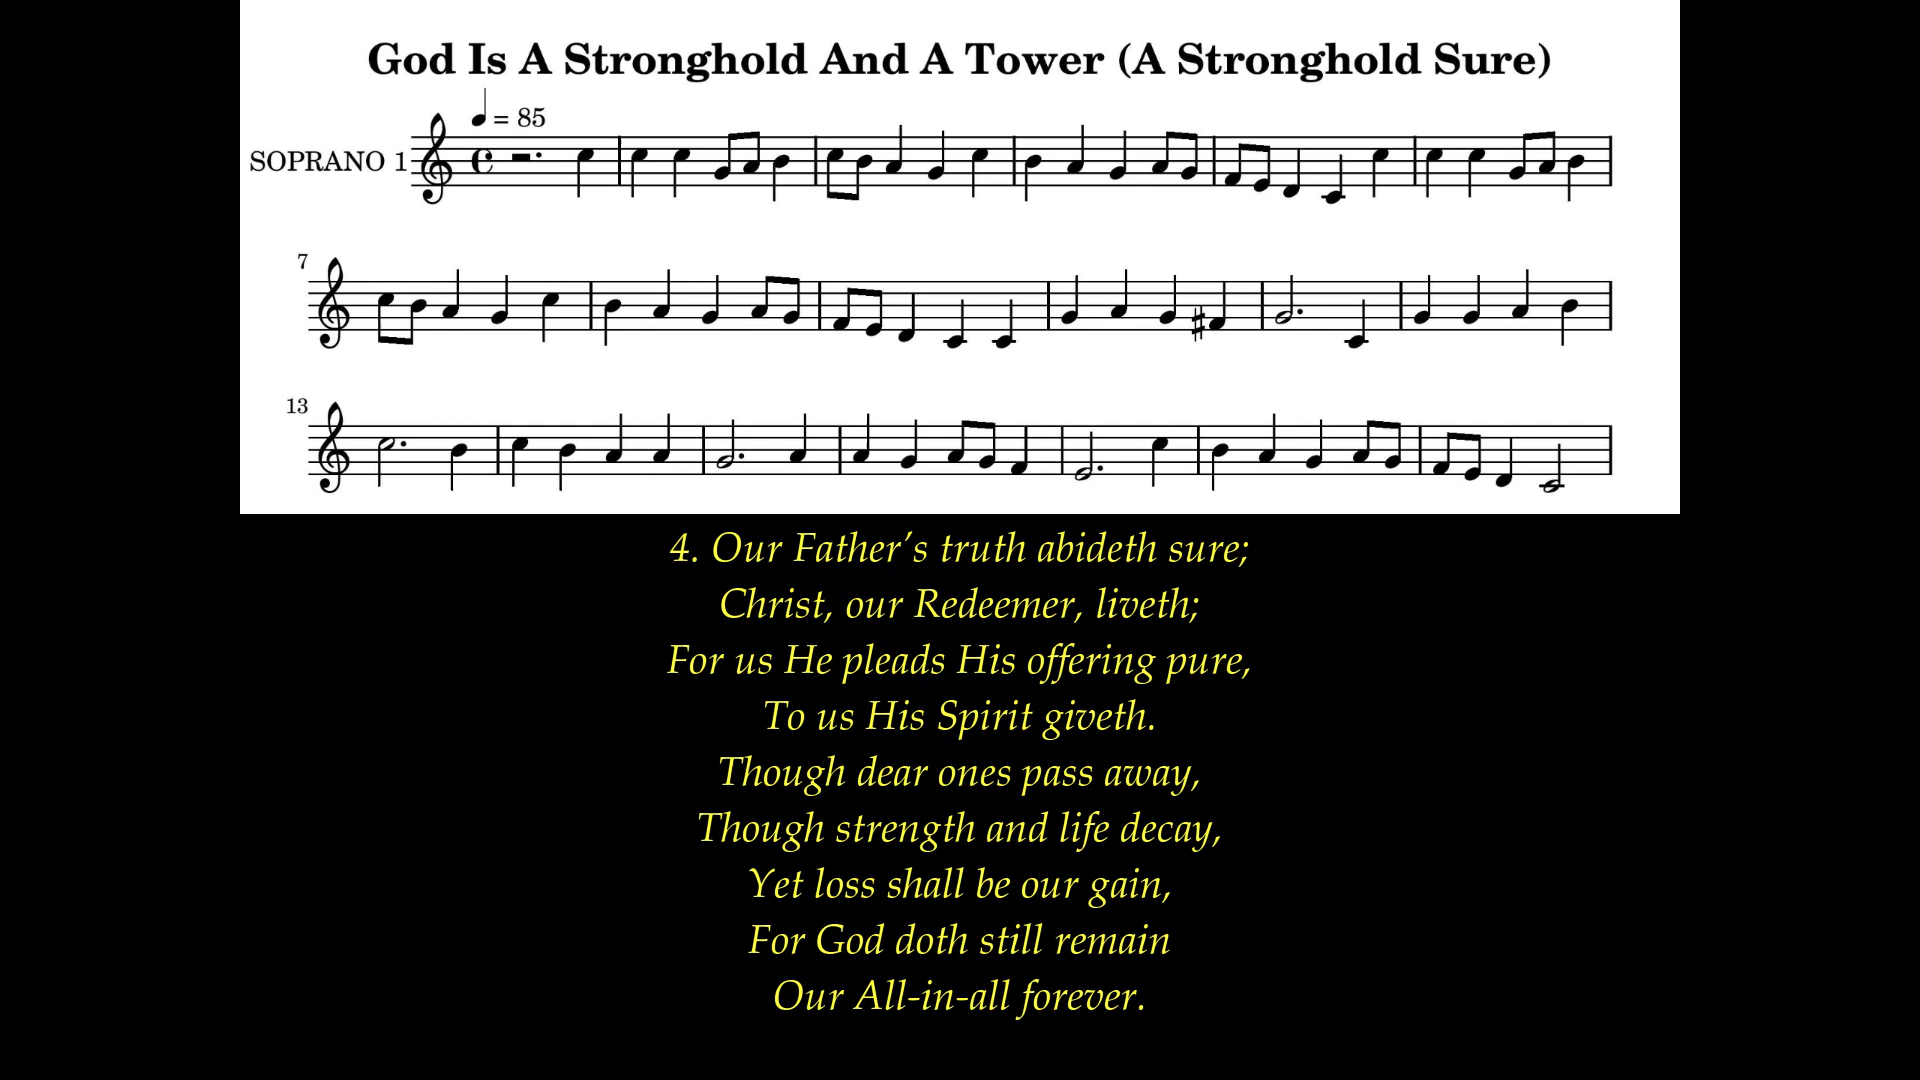 God Is A Stronghold And A Tower (A Stronghold Sure)
= 85
SOPRANO 1
7
13
4. Our Father’s truth abideth sure;
Christ, our Redeemer, liveth;
For us He pleads His offering pure,
To us His Spirit giveth.
Though dear ones pass away,
Though strength and life decay,
Yet loss shall be our gain,
For God doth still remain
Our All-in-all forever.